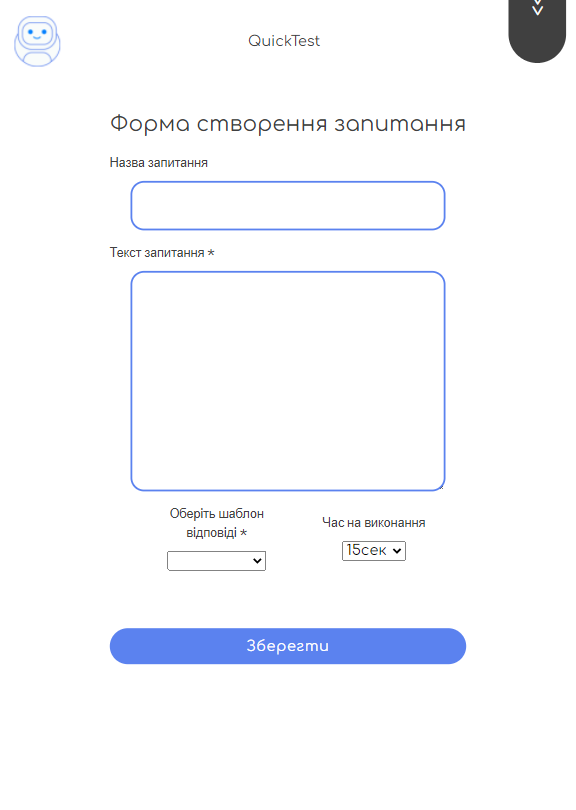 QuickTest
Форма створення запитання
Назва запитання
Текст запитання *
Оберіть шаблон
відповіді *
Час на виконання
15сек
Зберегти